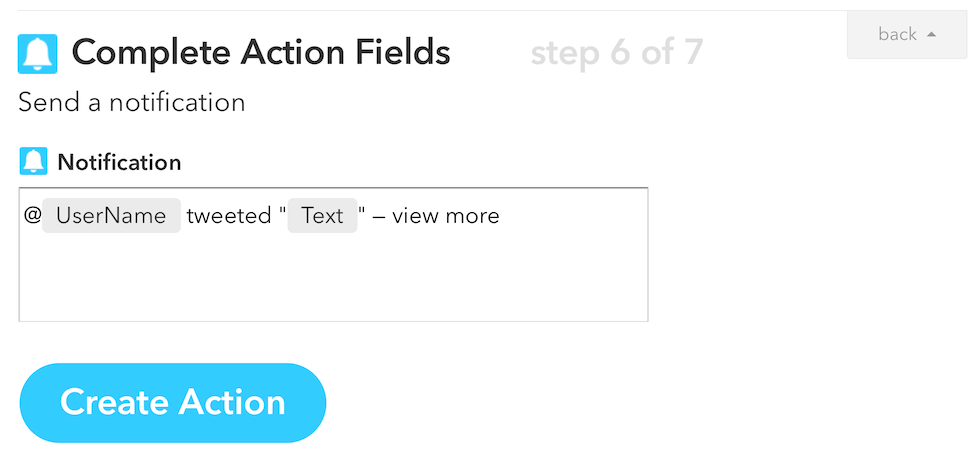 back
Complete Action Fields step 6 of 7
Send a notification
Notification
@ UserName tweeted " Text " – view more
Create Action